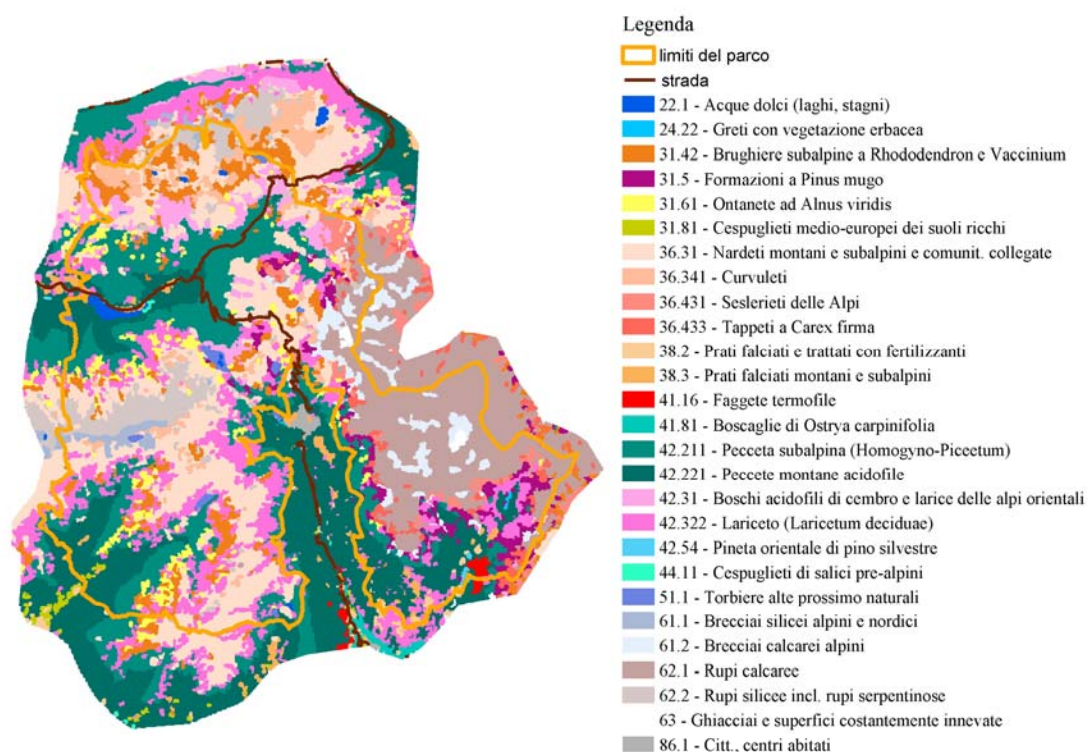 Legenda
limiti del parco
strada
22.1 - Acque dolci (laghi, stagni)
24.22 - Greti con vegetazione erbacea
31.42 - Brughiere subalpine a Rhododendron e Vaccinium
31.5 - Formazioni a Pinus mugo
31.61 - Ontanete ad Alnus viridis
31.81 - Cespuglieti medio-europei dei suoli ricchi
36.31 - Nardeti montani e subalpini e comunit. collegate
36.341 - Curvuleti
36.431 - Seslerieti delle Alpi
36.433 - Tappeti a Carex firma
38.2 - Prati falciati e trattati con fertilizzanti
38.3 - Prati falciati montani e subalpini
41.16 - Faggete termofile
41.81 - Boscaglie di Ostrya carpinifolia
42.211 - Pecceta subalpina (Homogyno-Piceetum)
42.221 - Peccete montane acidofile
42.31 - Boschi acidofili di cembro e larice delle alpi orientali
42.322 - Lariceto (Laricetum deciduae)
42.54 - Pineta orientale di pino silvestre
44.11 - Cespuglieti di salici pre-alpini
51.1 - Torbiere alte prossimo naturali
61.1 - Brecciai silicei alpini e nordici
61.2 - Brecciai calcarei alpini
62.1 - Rupi calcaree
62.2 - Rupi silicee incl. rupi serpentinose
63 - Ghiacciai e superfici costantemente innevate
86.1 - Citt., centri abitati